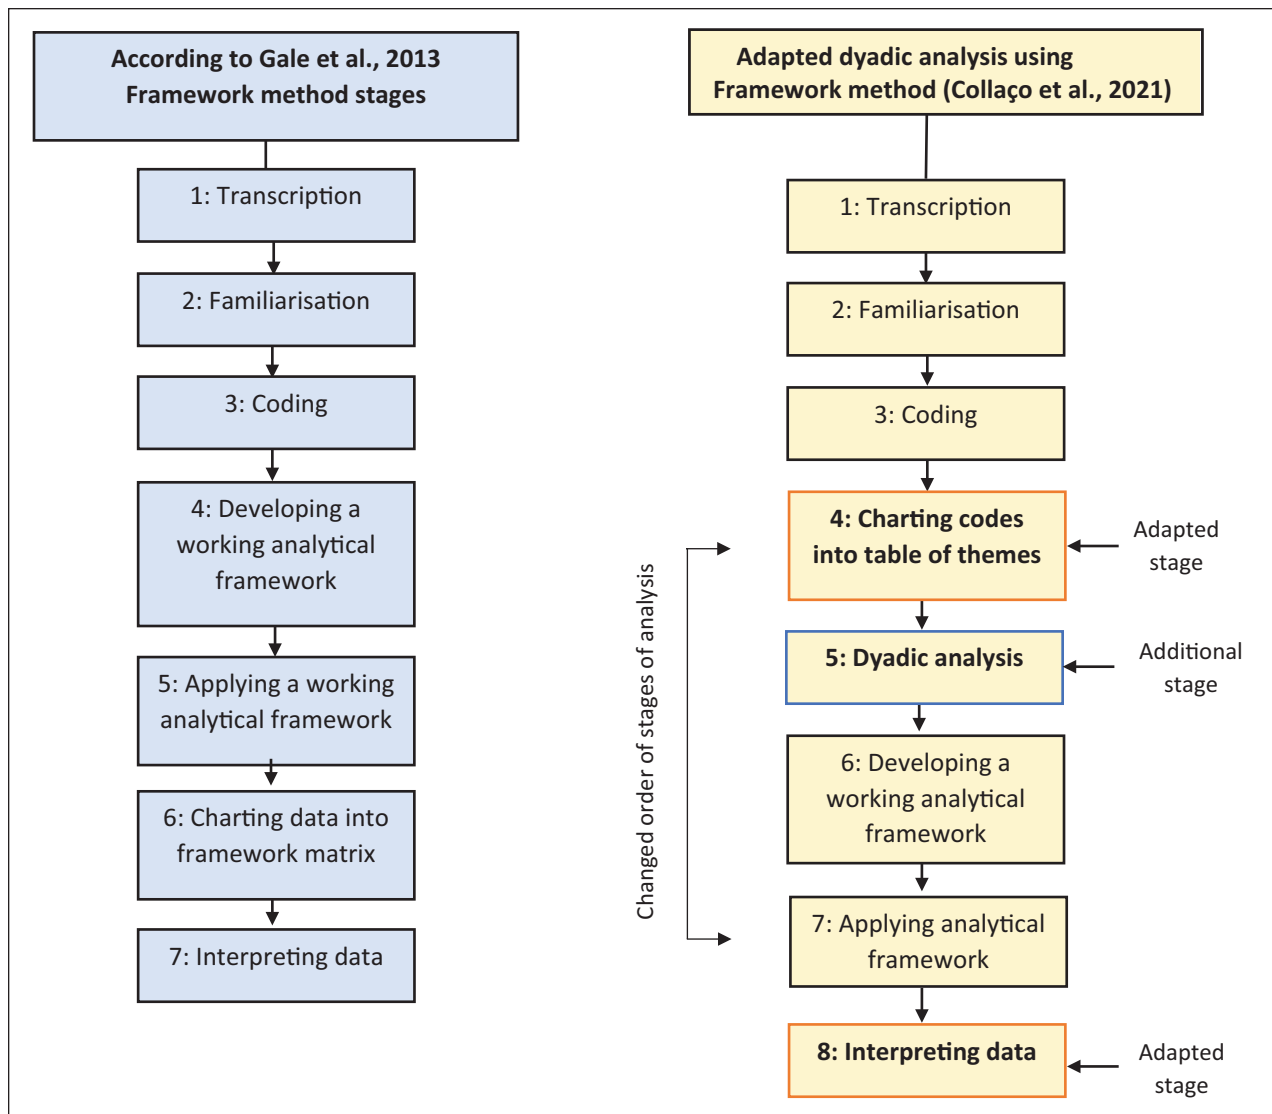 According to Gale et al., 2013
Framework method stages
1: Transcription
2: Familiarisation
3: Coding
4: Developing a
working analytical
framework
5: Applying a working
analytical framework
6: Charting data into
framework matrix
7: Interpreting data
Adapted dyadic analysis using
Framework method (Collaço et al., 2021)
1: Transcription
2: Familiarisation
3: Coding
4: Charting codes
into table of themes
Adapted
stage
5: Dyadic analysis
Additional
stage
6: Developing a
working analytical
framework
7: Applying analytical
framework
8: Interpreting data
Adapted
stage
Changed order of stages of analysis